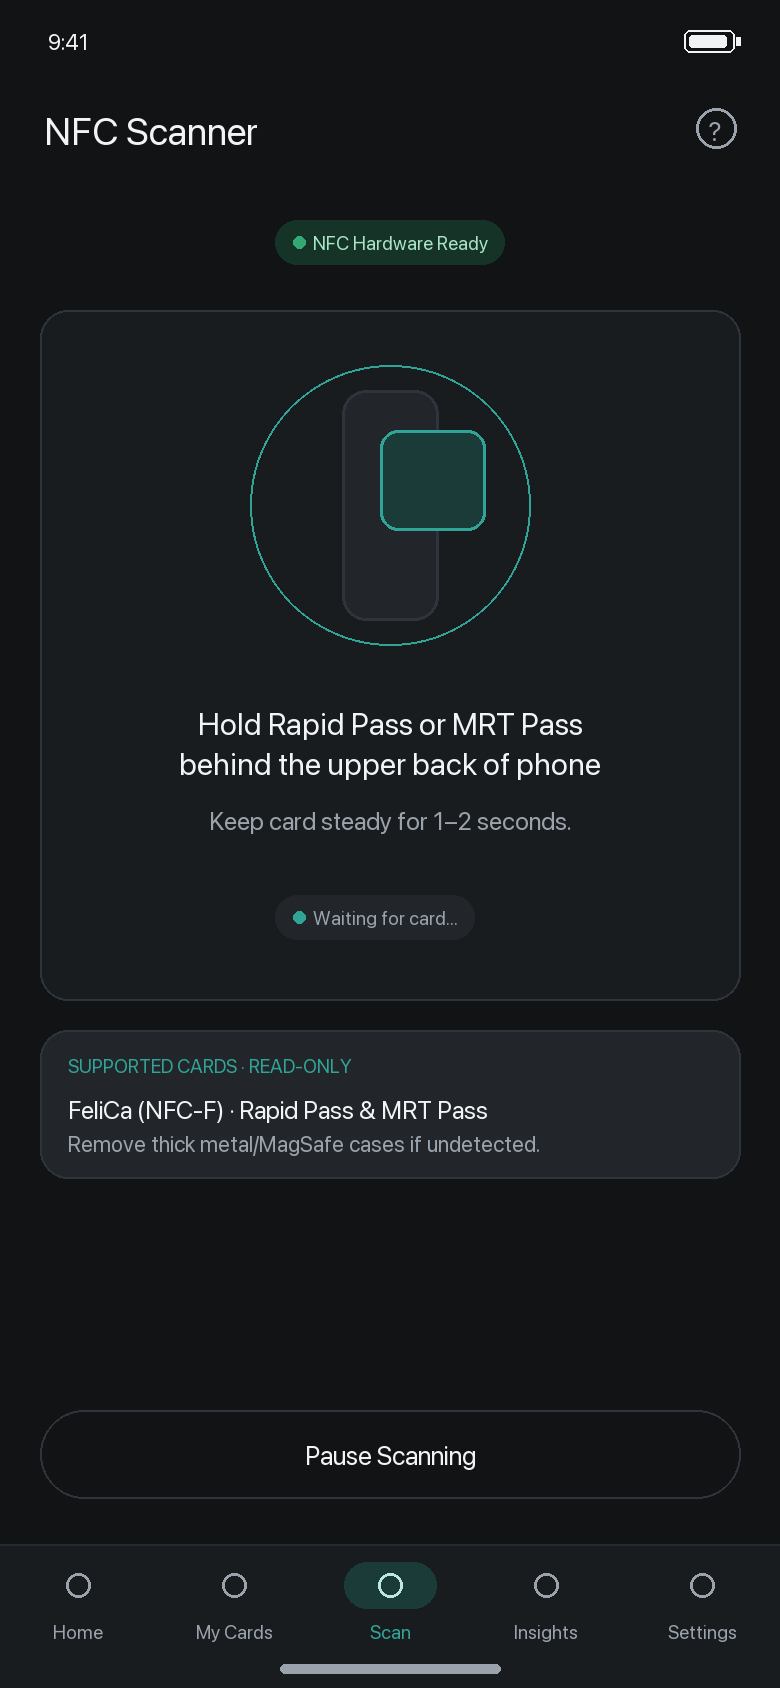 9:41
NFC Scanner
?
NFC Hardware Ready
Hold Rapid Pass or MRT Pass
behind the upper back of phone
Keep card steady for 1–2 seconds.
Waiting for card...
SUPPORTED CARDS · READ-ONLY
FeliCa (NFC-F) · Rapid Pass & MRT Pass
Remove thick metal/MagSafe cases if undetected.
Pause Scanning
Home
My Cards
Scan
Insights
Settings